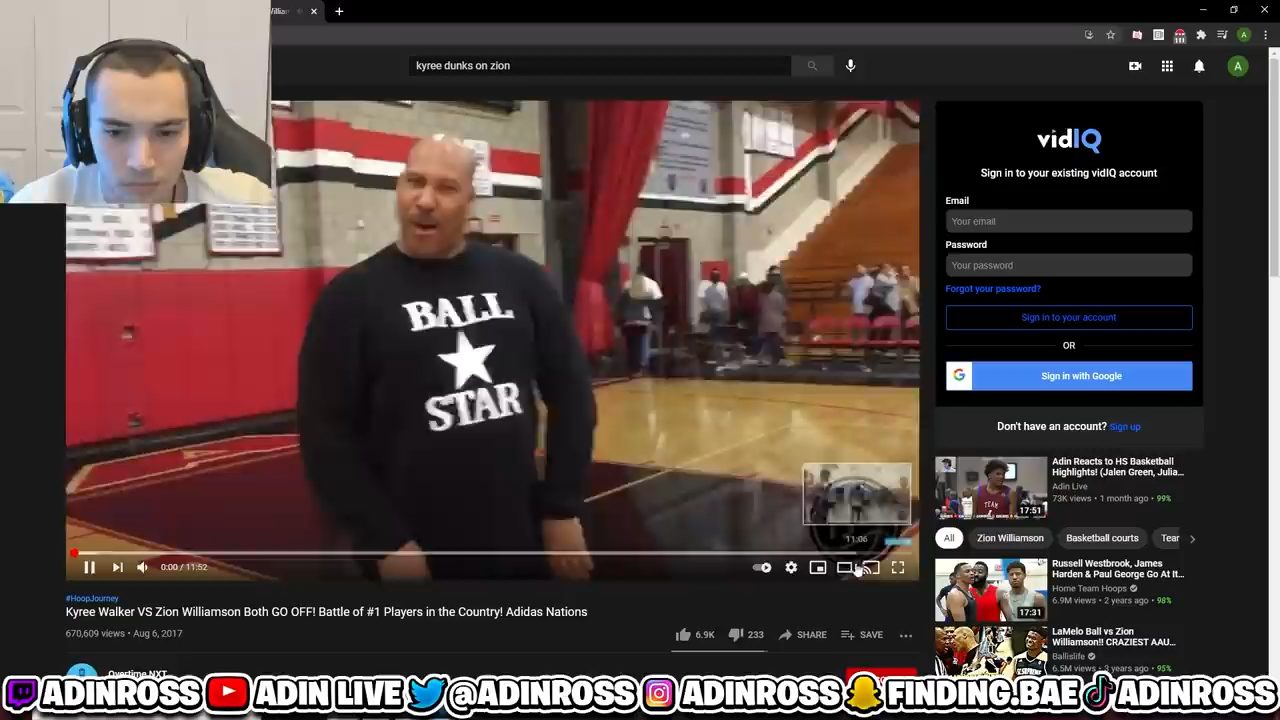 kyree dunks on zion
A
BALL
STAR
11:06
0:00 / 11:52
#HoopJourney
Kyree Walker VS Zion Williamson Both GO OFF! Battle of #1 Players in the Country! Adidas Nations
670,609 views • Aug 6, 2017
6.9K
233
SHARE
SAVE
Overtime NXT
vidIQ
Sign in to your existing vidIQ account
Email
Your email
Password
Your password
Forgot your password?
Sign in to your account
OR
Sign in with Google
Don't have an account? Sign up
Adin Reacts to HS Basketball
Highlights! (Jalen Green, Julia...
Adin Live
73K views • 1 month ago • 99%
17:51
All
Zion Williamson
Basketball courts
Tear
Russell Westbrook, James
Harden & Paul George Go At It...
Home Team Hoops
6.9M views • 2 years ago • 98%
17:31
LaMelo Ball vs Zion
Williamson!! CRAZIEST AAU...
Ballislife
6.5M views • 3 years ago • 95%
ADINROSS ADIN LIVE @ADINROSS ADINROSS FINDING.BAE ADINROSS